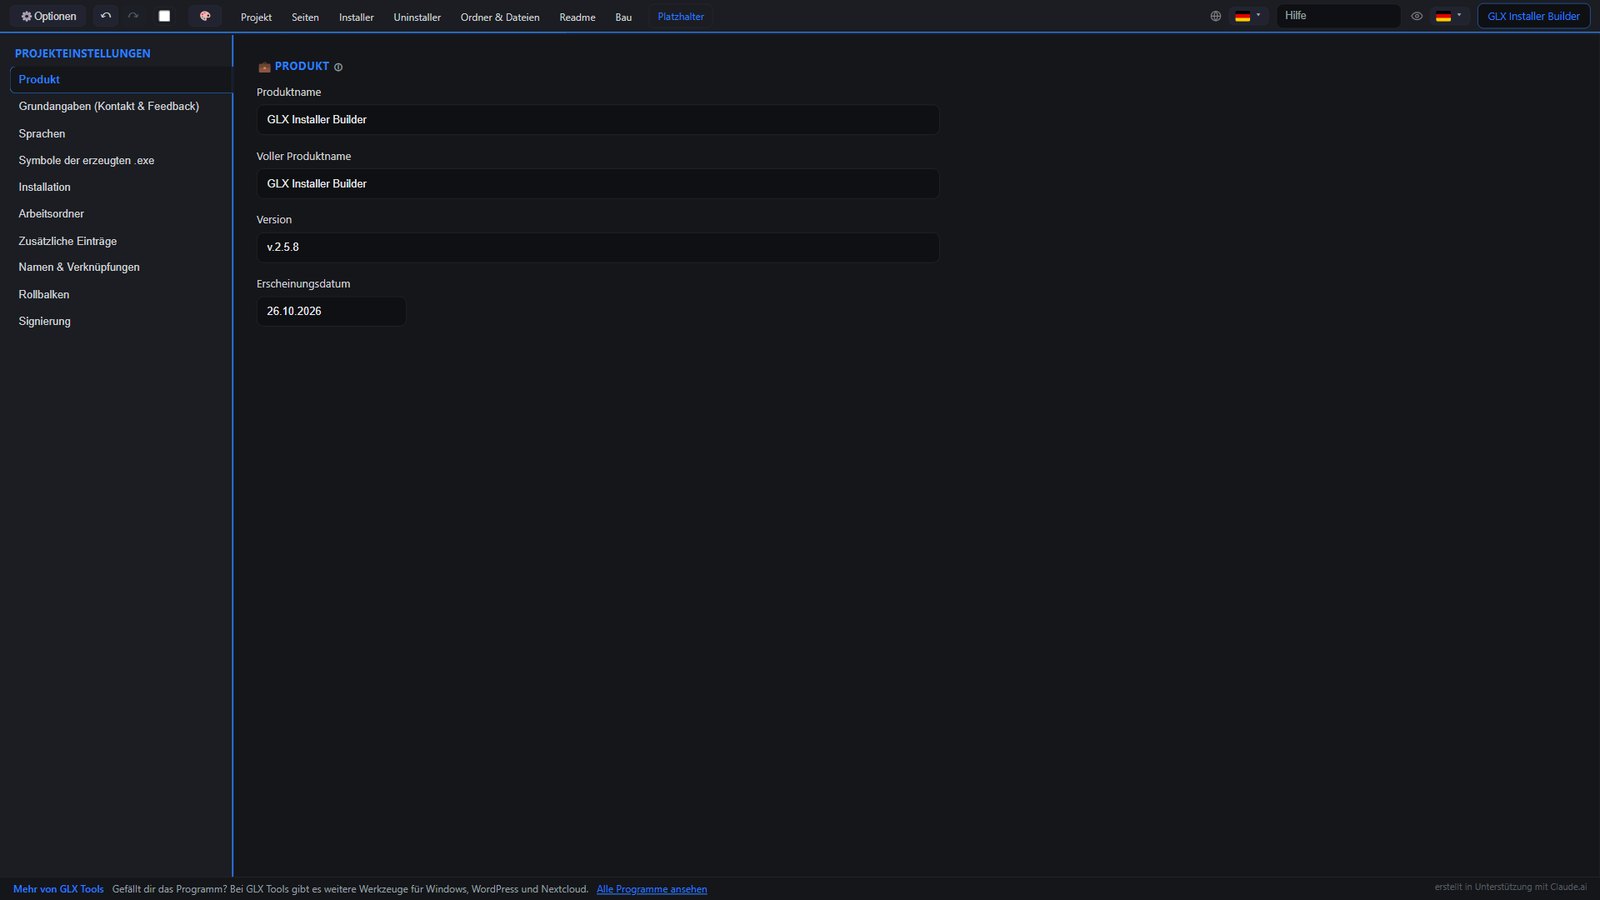 Optionen Projekt Seiten Installer Uninstaller Ordner & Dateien Readme Bau Platzhalter Hilfe GLX Installer Builder
PROJEKTEINSTELLUNGEN
Produkt
Grundangaben (Kontakt & Feedback)
Sprachen
Symbole der erzeugten .exe
Installation
Arbeitsordner
Zusätzliche Einträge
Namen & Verknüpfungen
Rollbalken
Signierung
PRODUKT
Produktname
GLX Installer Builder
Voller Produktname
GLX Installer Builder
Version
v.2.5.8
Erscheinungsdatum
26.10.2026
Mehr von GLX Tools Gefällt dir das Programm? Bei GLX Tools gibt es weitere Werkzeuge für Windows, WordPress und Nextcloud. Alle Programme ansehen erstellt in Unterstützung mit Claude.ai